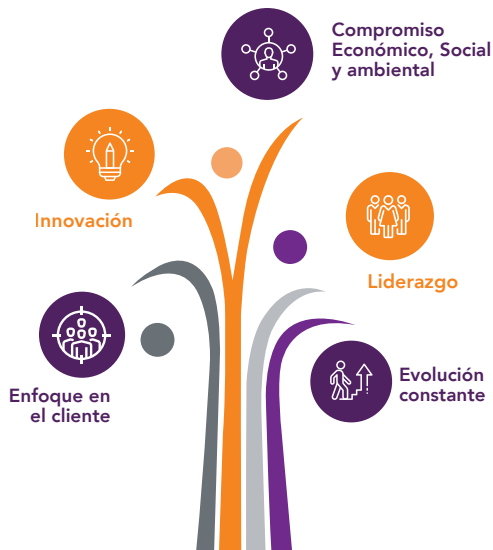 Compromiso
Económico, Social
y ambiental
Innovación
Liderazgo
Enfoque en
el cliente
Evolución
constante